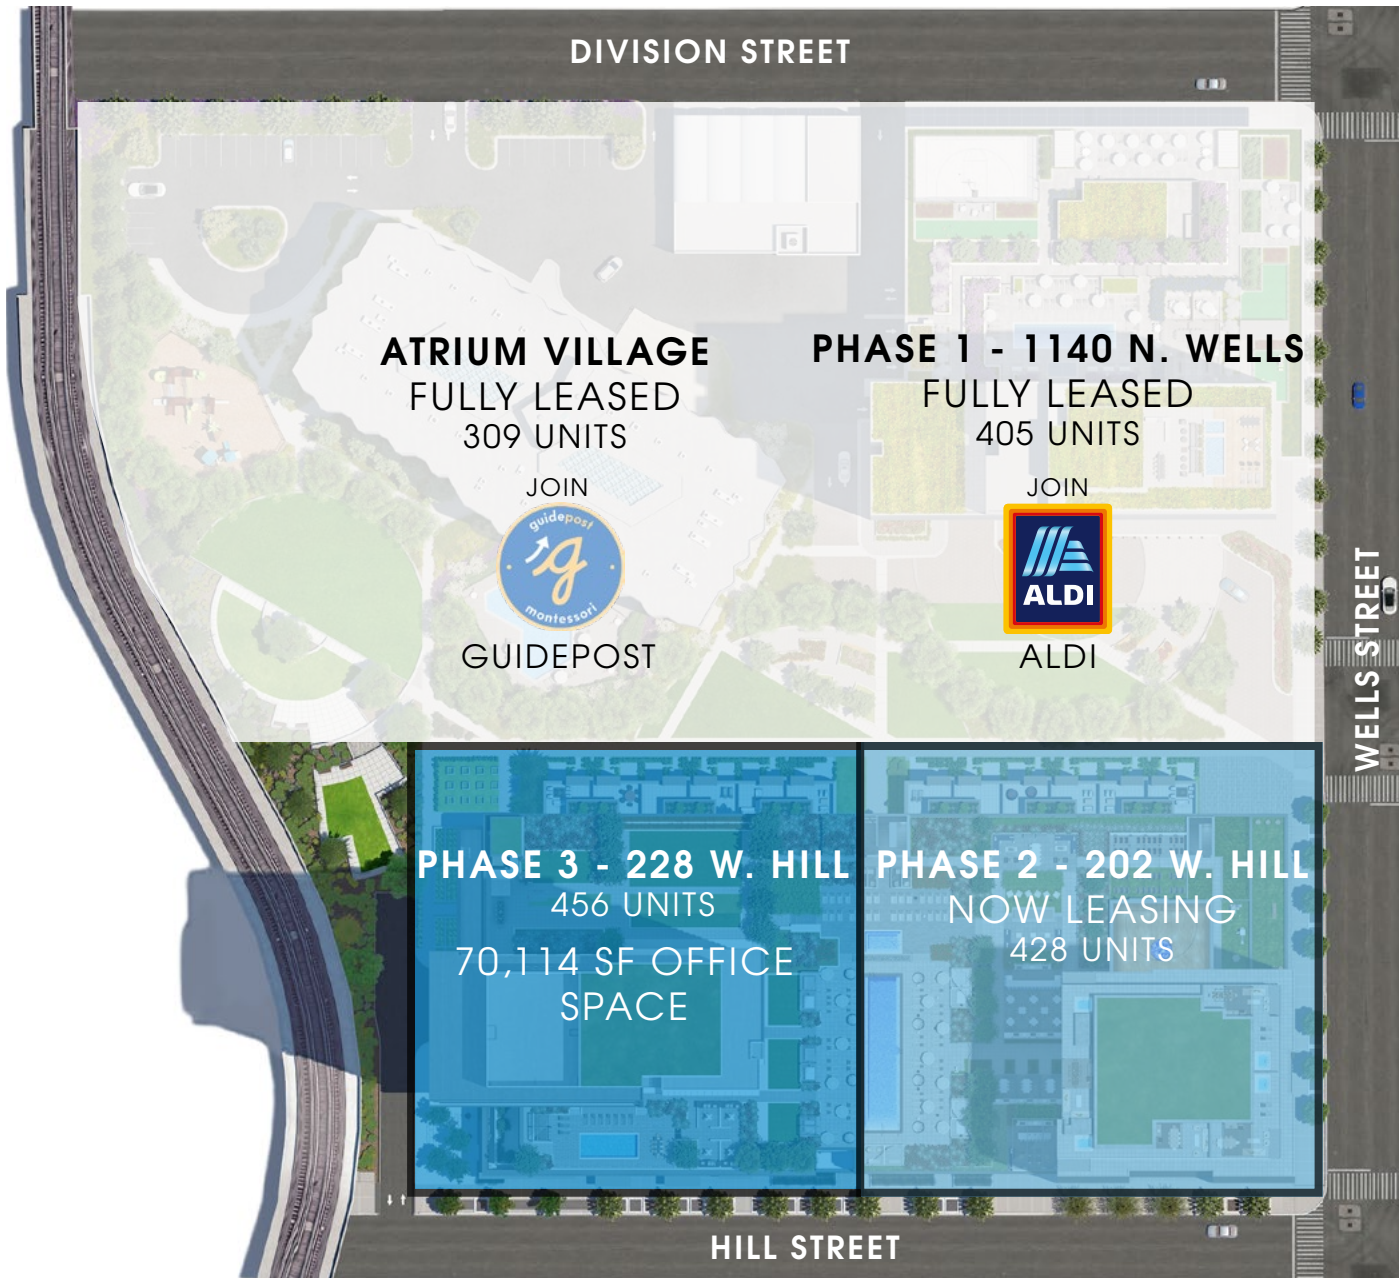 DIVISION STREET
ATRIUM VILLAGE
FULLY LEASED
309 UNITS
JOIN
guidepost
g
montessori
GUIDEPOST
PHASE 1 - 1140 N. WELLS
FULLY LEASED
405 UNITS
JOIN
ALDI
ALDI
WELLS STREET
PHASE 3 - 228 W. HILL
456 UNITS
70,114 SF OFFICE
SPACE
PHASE 2 - 202 W. HILL
NOW LEASING
428 UNITS
HILL STREET